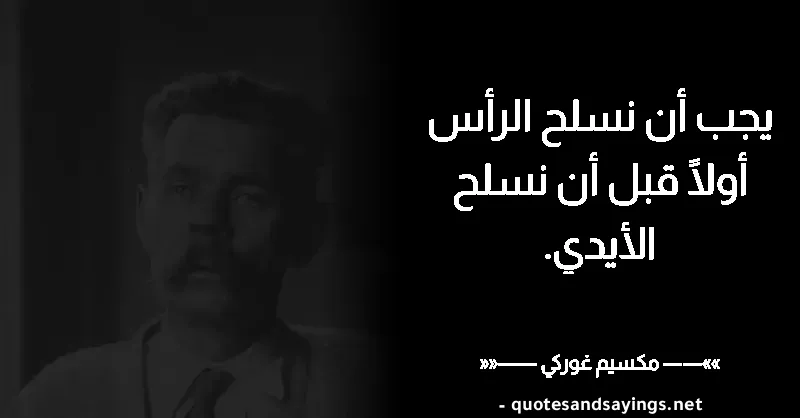 يجب أن نسلح الرأس
أولاً قبل أن نسلح
الأيدي.
»»——— مكسيم غوركي ———««
- quotesandsayings.net